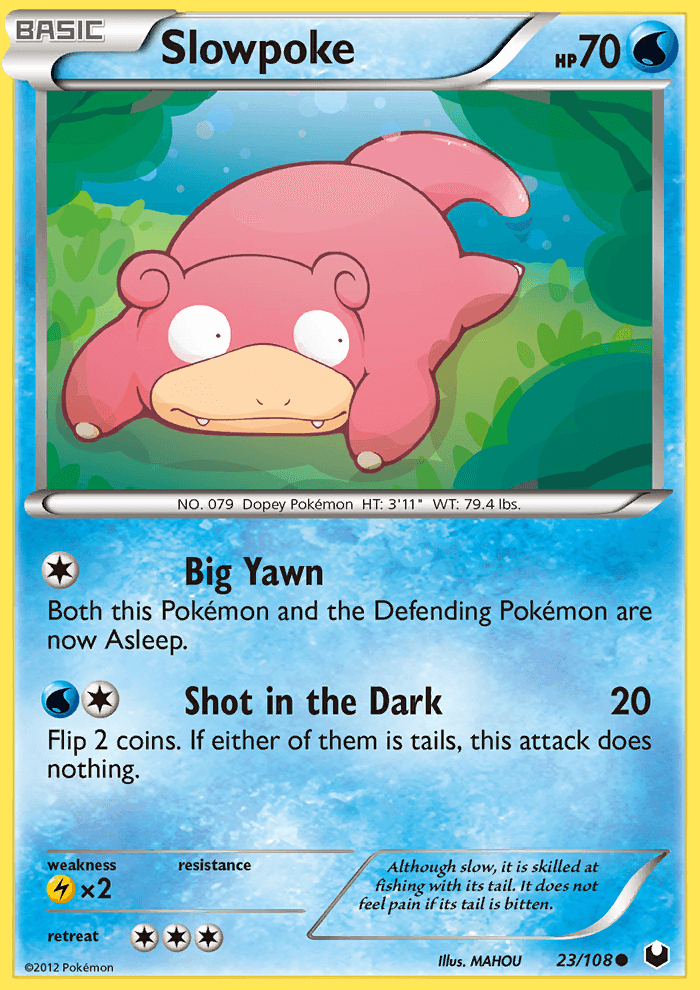 BASIC
Slowpoke
HP70
NO. 079 Dopey Pokémon HT: 3'11" WT: 79.4 lbs.
Big Yawn
Both this Pokémon and the Defending Pokémon are
now Asleep.
Shot in the Dark 20
Flip 2 coins. If either of them is tails, this attack does
nothing.
weakness resistance
×2
retreat
Although slow, it is skilled at
fishing with its tail. It does not
feel pain if its tail is bitten.
©2012 Pokémon
Illus. MAHOU 23/108